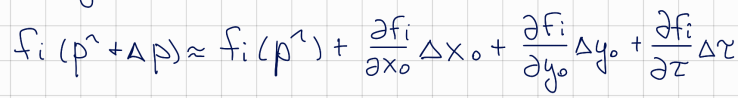 fi (p^ + Δp) ≈ fi (p^) + ∂fi/∂x₀ Δx₀ + ∂fi/∂y₀ Δy₀ + ∂fi/∂τ Δτ